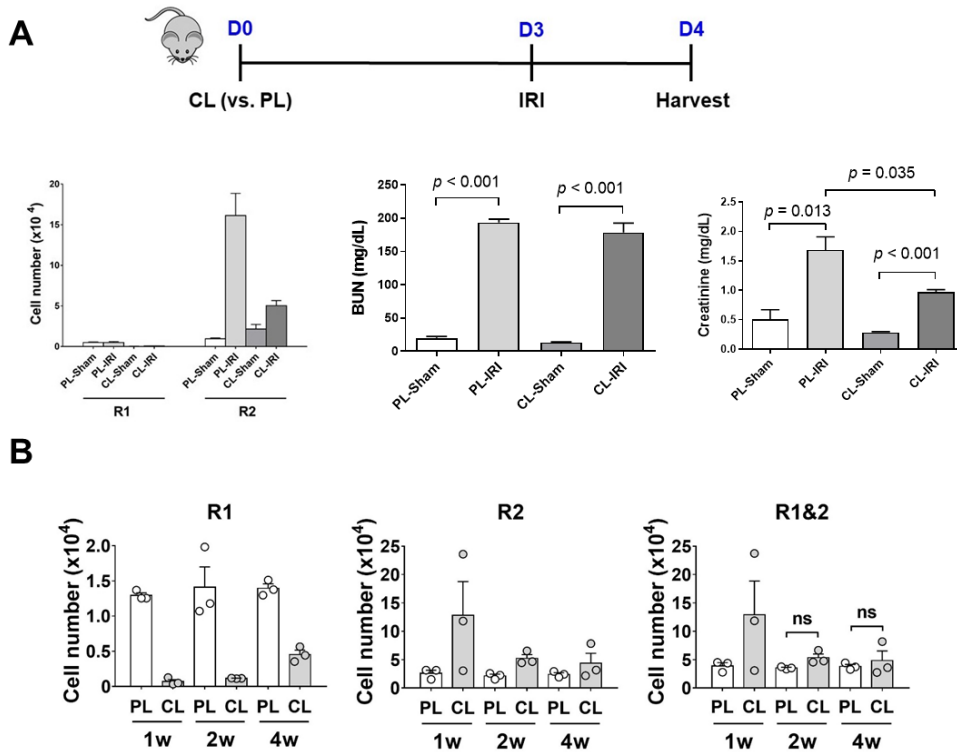 A
D0
D3
D4
CL (vs. PL)
IRI
Harvest
Cell number (x10⁻⁴)
20
15
10
5
0
PL-Sham
PL-IRI
CL-Sham
CL-IRI
PL-Sham
PL-IRI
CL-Sham
CL-IRI
R1
R2
BUN (mg/dL)
250
200
150
100
50
0
p < 0.001
p < 0.001
PL-Sham
PL-IRI
CL-Sham
CL-IRI
Creatinine (mg/dL)
2.5
2.0
1.5
1.0
0.5
0.0
p = 0.035
p = 0.013
p < 0.001
PL-Sham
PL-IRI
CL-Sham
CL-IRI
B
R1
Cell number (x10⁴)
2.0
1.5
1.0
0.5
0
PL CL PL CL PL CL
1w 2w 4w
R2
Cell number (x10⁴)
25
20
15
10
5
0
PL CL PL CL PL CL
1w 2w 4w
R1&2
Cell number (x10⁴)
25
20
15
10
5
0
ns
ns
PL CL PL CL PL CL
1w 2w 4w